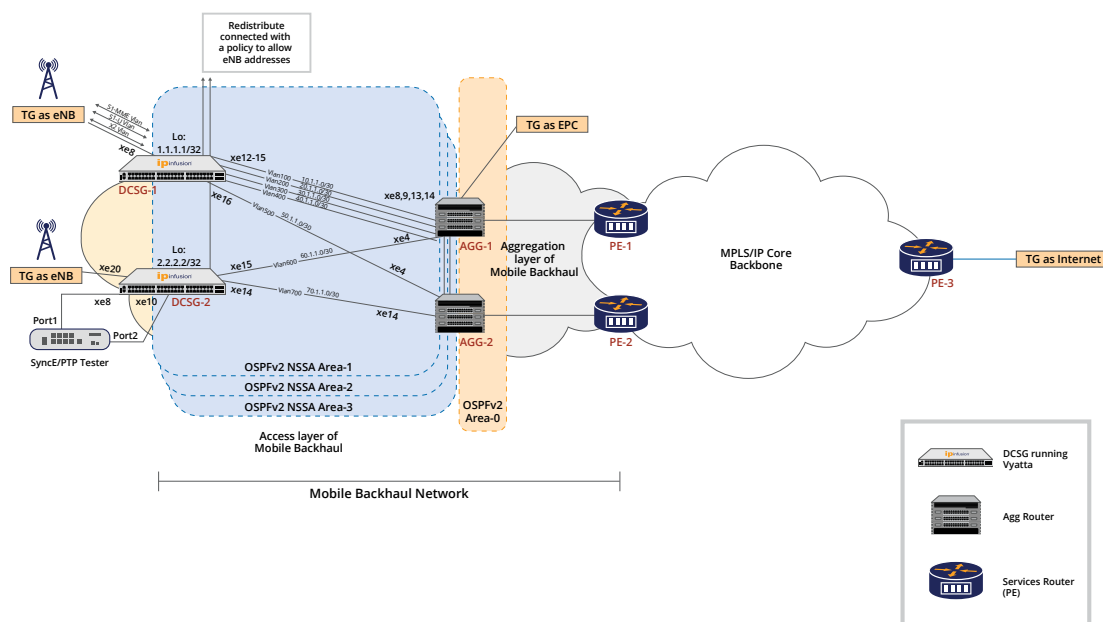 Redistribute
connected with
a policy to allow
eNB addresses
TG as eNB
S1-MME Vlan
S1-U Vlan
X2 Vlan
xe8
Lo:
1.1.1.1/32
ip infusion
DCSG-1
xe12-15
Vlan100 10.1.1.0/30
Vlan200 20.1.1.0/30
Vlan300 30.1.1.0/30
Vlan400 40.1.1.0/30
xe16
Vlan500 50.1.1.0/30
xe8,9,13,14
AGG-1
xe4
TG as EPC
TG as eNB
xe20
Lo:
2.2.2.2/32
ip infusion
DCSG-2
xe15
Vlan600 60.1.1.0/30
xe4
xe14
Vlan700 70.1.1.0/30
xe14
AGG-2
xe8
xe10
Port1
Port2
SyncE/PTP Tester
Aggregation
layer of
Mobile Backhaul
PE-1
PE-2
MPLS/IP Core
Backbone
PE-3
TG as Internet
OSPFv2 NSSA Area-1
OSPFv2 NSSA Area-2
OSPFv2 NSSA Area-3
OSPFv2
Area-0
Access layer of
Mobile Backhaul
Mobile Backhaul Network
ip infusion
DCSG running
Vyatta
Agg Router
Services Router
(PE)